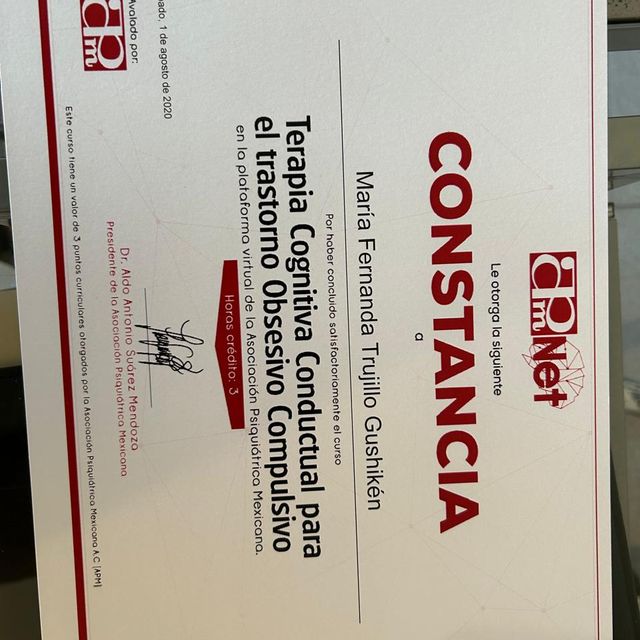 apm Net
Le otorga la siguiente
CONSTANCIA
a
María Fernanda Trujillo Gushikén
Por haber concluido satisfactoriamente el curso
Terapia Cognitiva Conductual para
el trastorno Obsesivo Compulsivo
en la plataforma virtual de la Asociación Psiquiátrica Mexicana.
Horas crédito: 3
1 de agosto de 2020
Avalado por:
apm
Dr. Aldo Antonio Suárez Mendoza
Presidente de la Asociación Psiquiátrica Mexicana
Este curso tiene un valor de 3 puntos curriculares otorgados por la Asociación Psiquiátrica Mexicana A.C (APM)